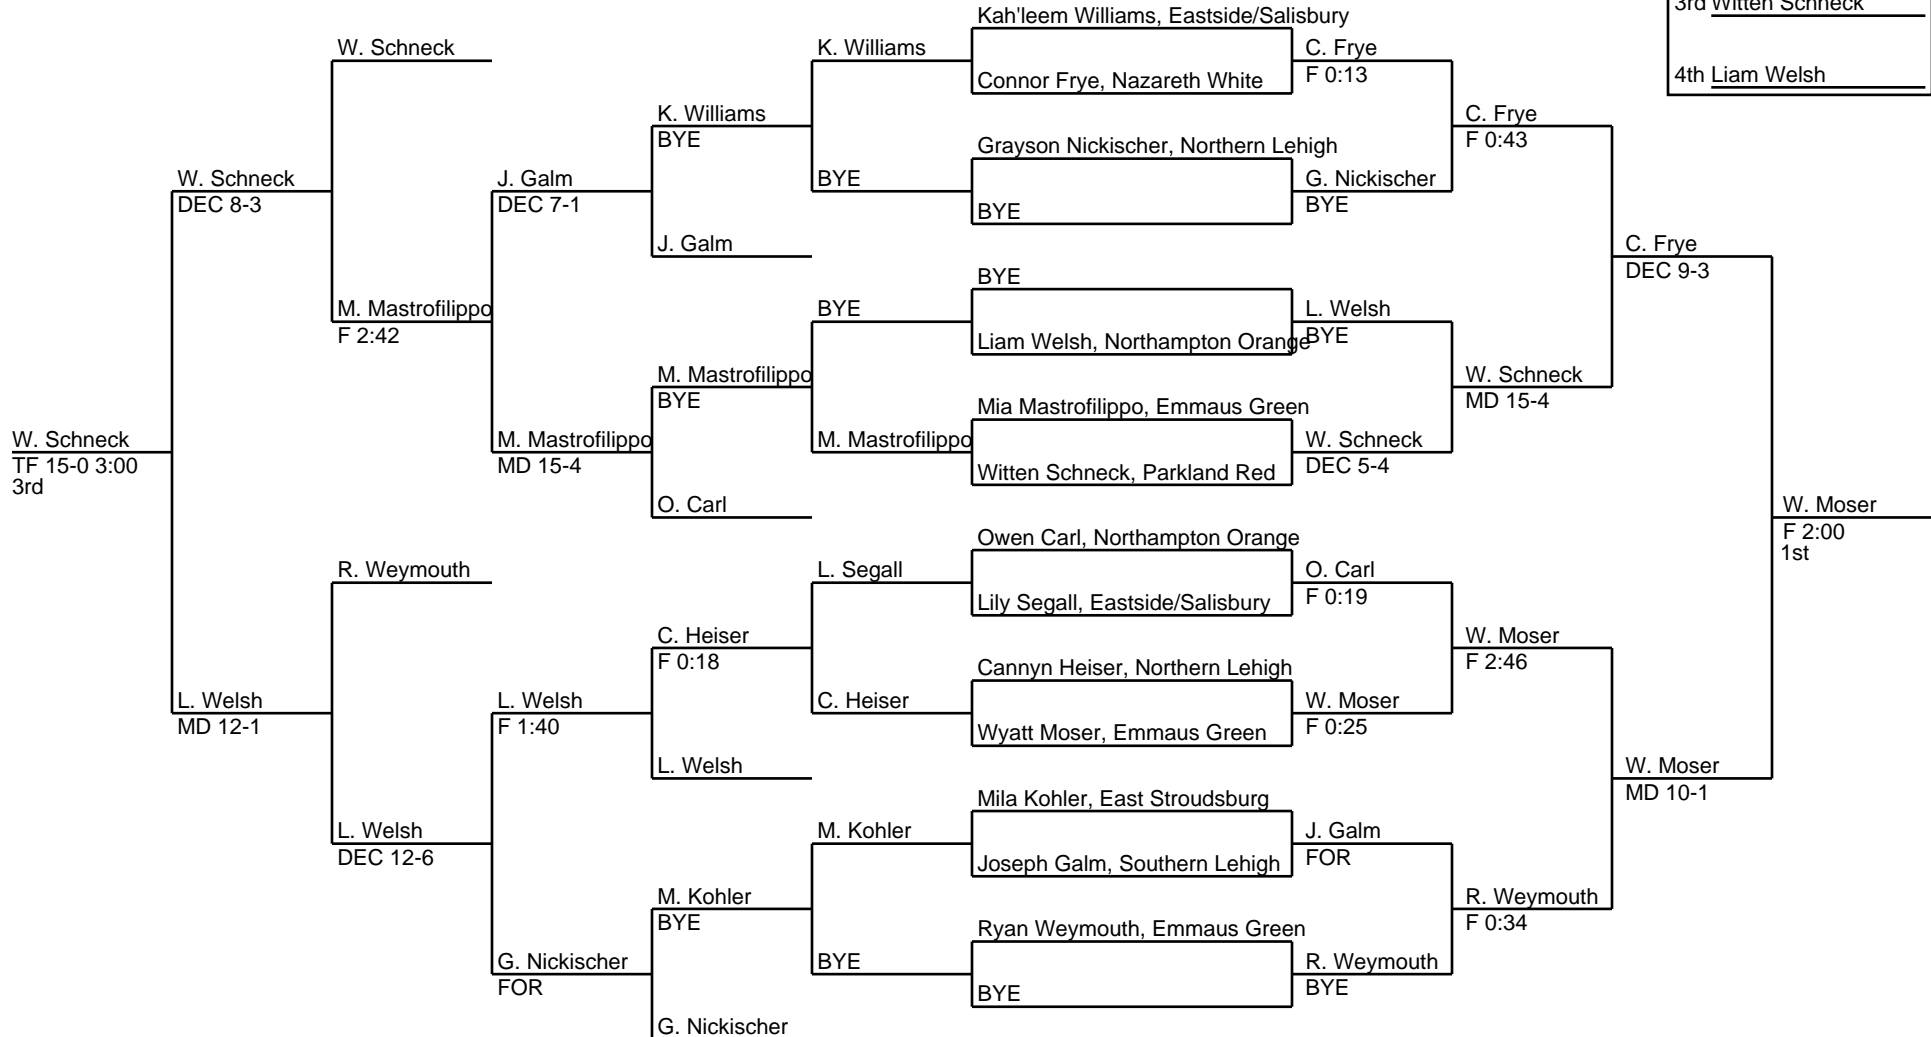 3rd Witten Schneck
4th Liam Welsh
Kah'leem Williams, Eastside/Salisbury
W. Schneck
K. Williams
C. Frye
F 0:13
Connor Frye, Nazareth White
K. Williams
BYE
C. Frye
F 0:43
Grayson Nickischer, Northern Lehigh
W. Schneck
DEC 8-3
J. Galm
DEC 7-1
BYE
G. Nickischer
BYE
BYE
J. Galm
C. Frye
DEC 9-3
BYE
M. Mastrofilippo
F 2:42
BYE
L. Welsh
BYE
Liam Welsh, Northampton Orange
M. Mastrofilippo
BYE
W. Schneck
MD 15-4
Mia Mastrofilippo, Emmaus Green
W. Schneck
TF 15-0 3:00
3rd
M. Mastrofilippo
MD 15-4
M. Mastrofilippo
W. Schneck
DEC 5-4
Witten Schneck, Parkland Red
O. Carl
W. Moser
F 2:00
1st
Owen Carl, Northampton Orange
R. Weymouth
L. Segall
O. Carl
F 0:19
Lily Segall, Eastside/Salisbury
C. Heiser
F 0:18
W. Moser
F 2:46
Cannyn Heiser, Northern Lehigh
L. Welsh
MD 12-1
L. Welsh
F 1:40
C. Heiser
W. Moser
F 0:25
Wyatt Moser, Emmaus Green
L. Welsh
W. Moser
MD 10-1
Mila Kohler, East Stroudsburg
L. Welsh
DEC 12-6
M. Kohler
J. Galm
FOR
Joseph Galm, Southern Lehigh
M. Kohler
BYE
R. Weymouth
F 0:34
Ryan Weymouth, Emmaus Green
G. Nickischer
FOR
BYE
R. Weymouth
BYE
BYE
G. Nickischer